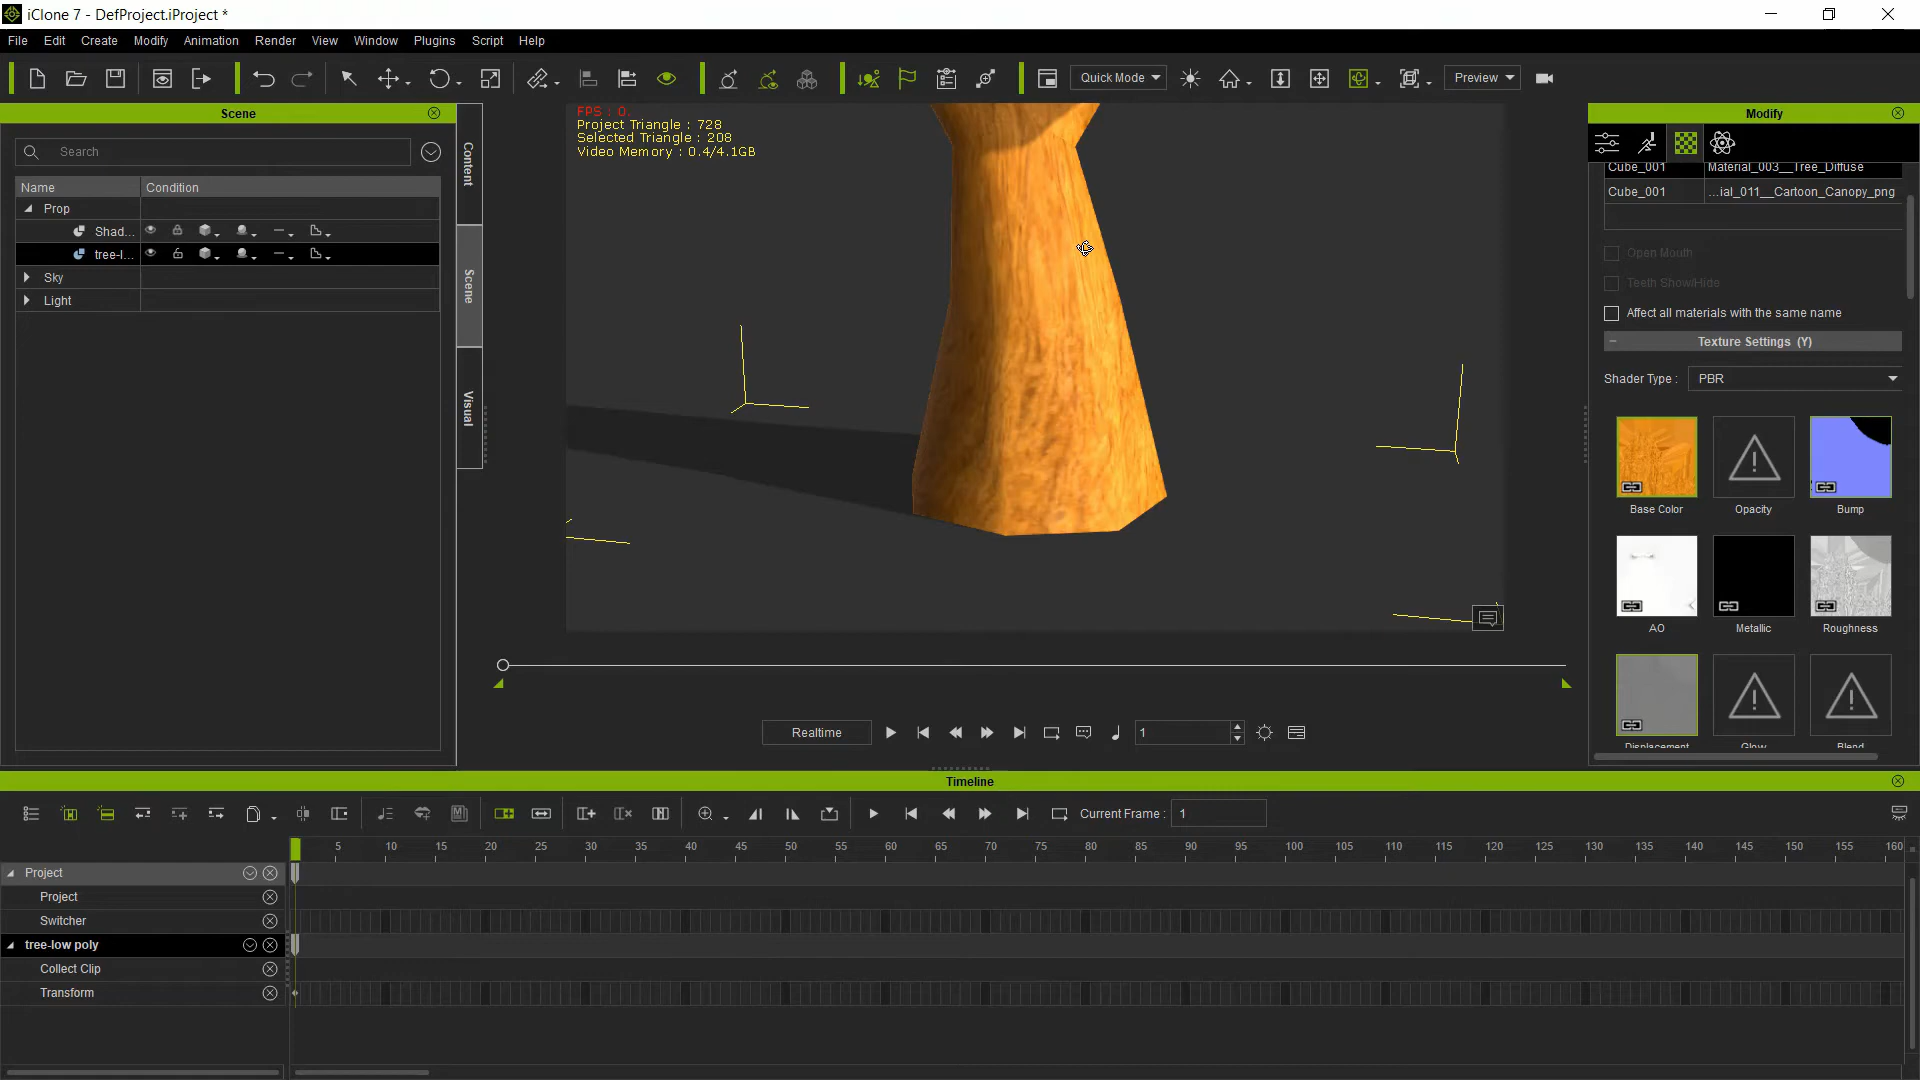 iClone 7 - DefProject.iProject *
File Edit Create Modify Animation Render View Window Plugins Script Help
Quick Mode
Preview
Scene
Search
Name Condition
Prop
Shad...
tree-l...
Sky
Light
Content
Scene
Visual
FPS : 0
Project Triangle : 728
Selected Triangle : 208
Video Memory : 0.4/4.1GB
Realtime
1
Modify
Cube_001 Material_003__Tree_Diffuse
Cube_001 ...ial_011__Cartoon_Canopy_png
Open Mouth
Teeth Show/Hide
Affect all materials with the same name
Texture Settings (Y)
Shader Type : PBR
Base Color Opacity Bump
AO Metallic Roughness
Displacement Glow Blend
Timeline
Current Frame : 1
5 10 15 20 25 30 35 40 45 50 55 60 65 70 75 80 85 90 95 100 105 110 115 120 125 130 135 140 145 150 155 160
Project
Project
Switcher
tree-low poly
Collect Clip
Transform